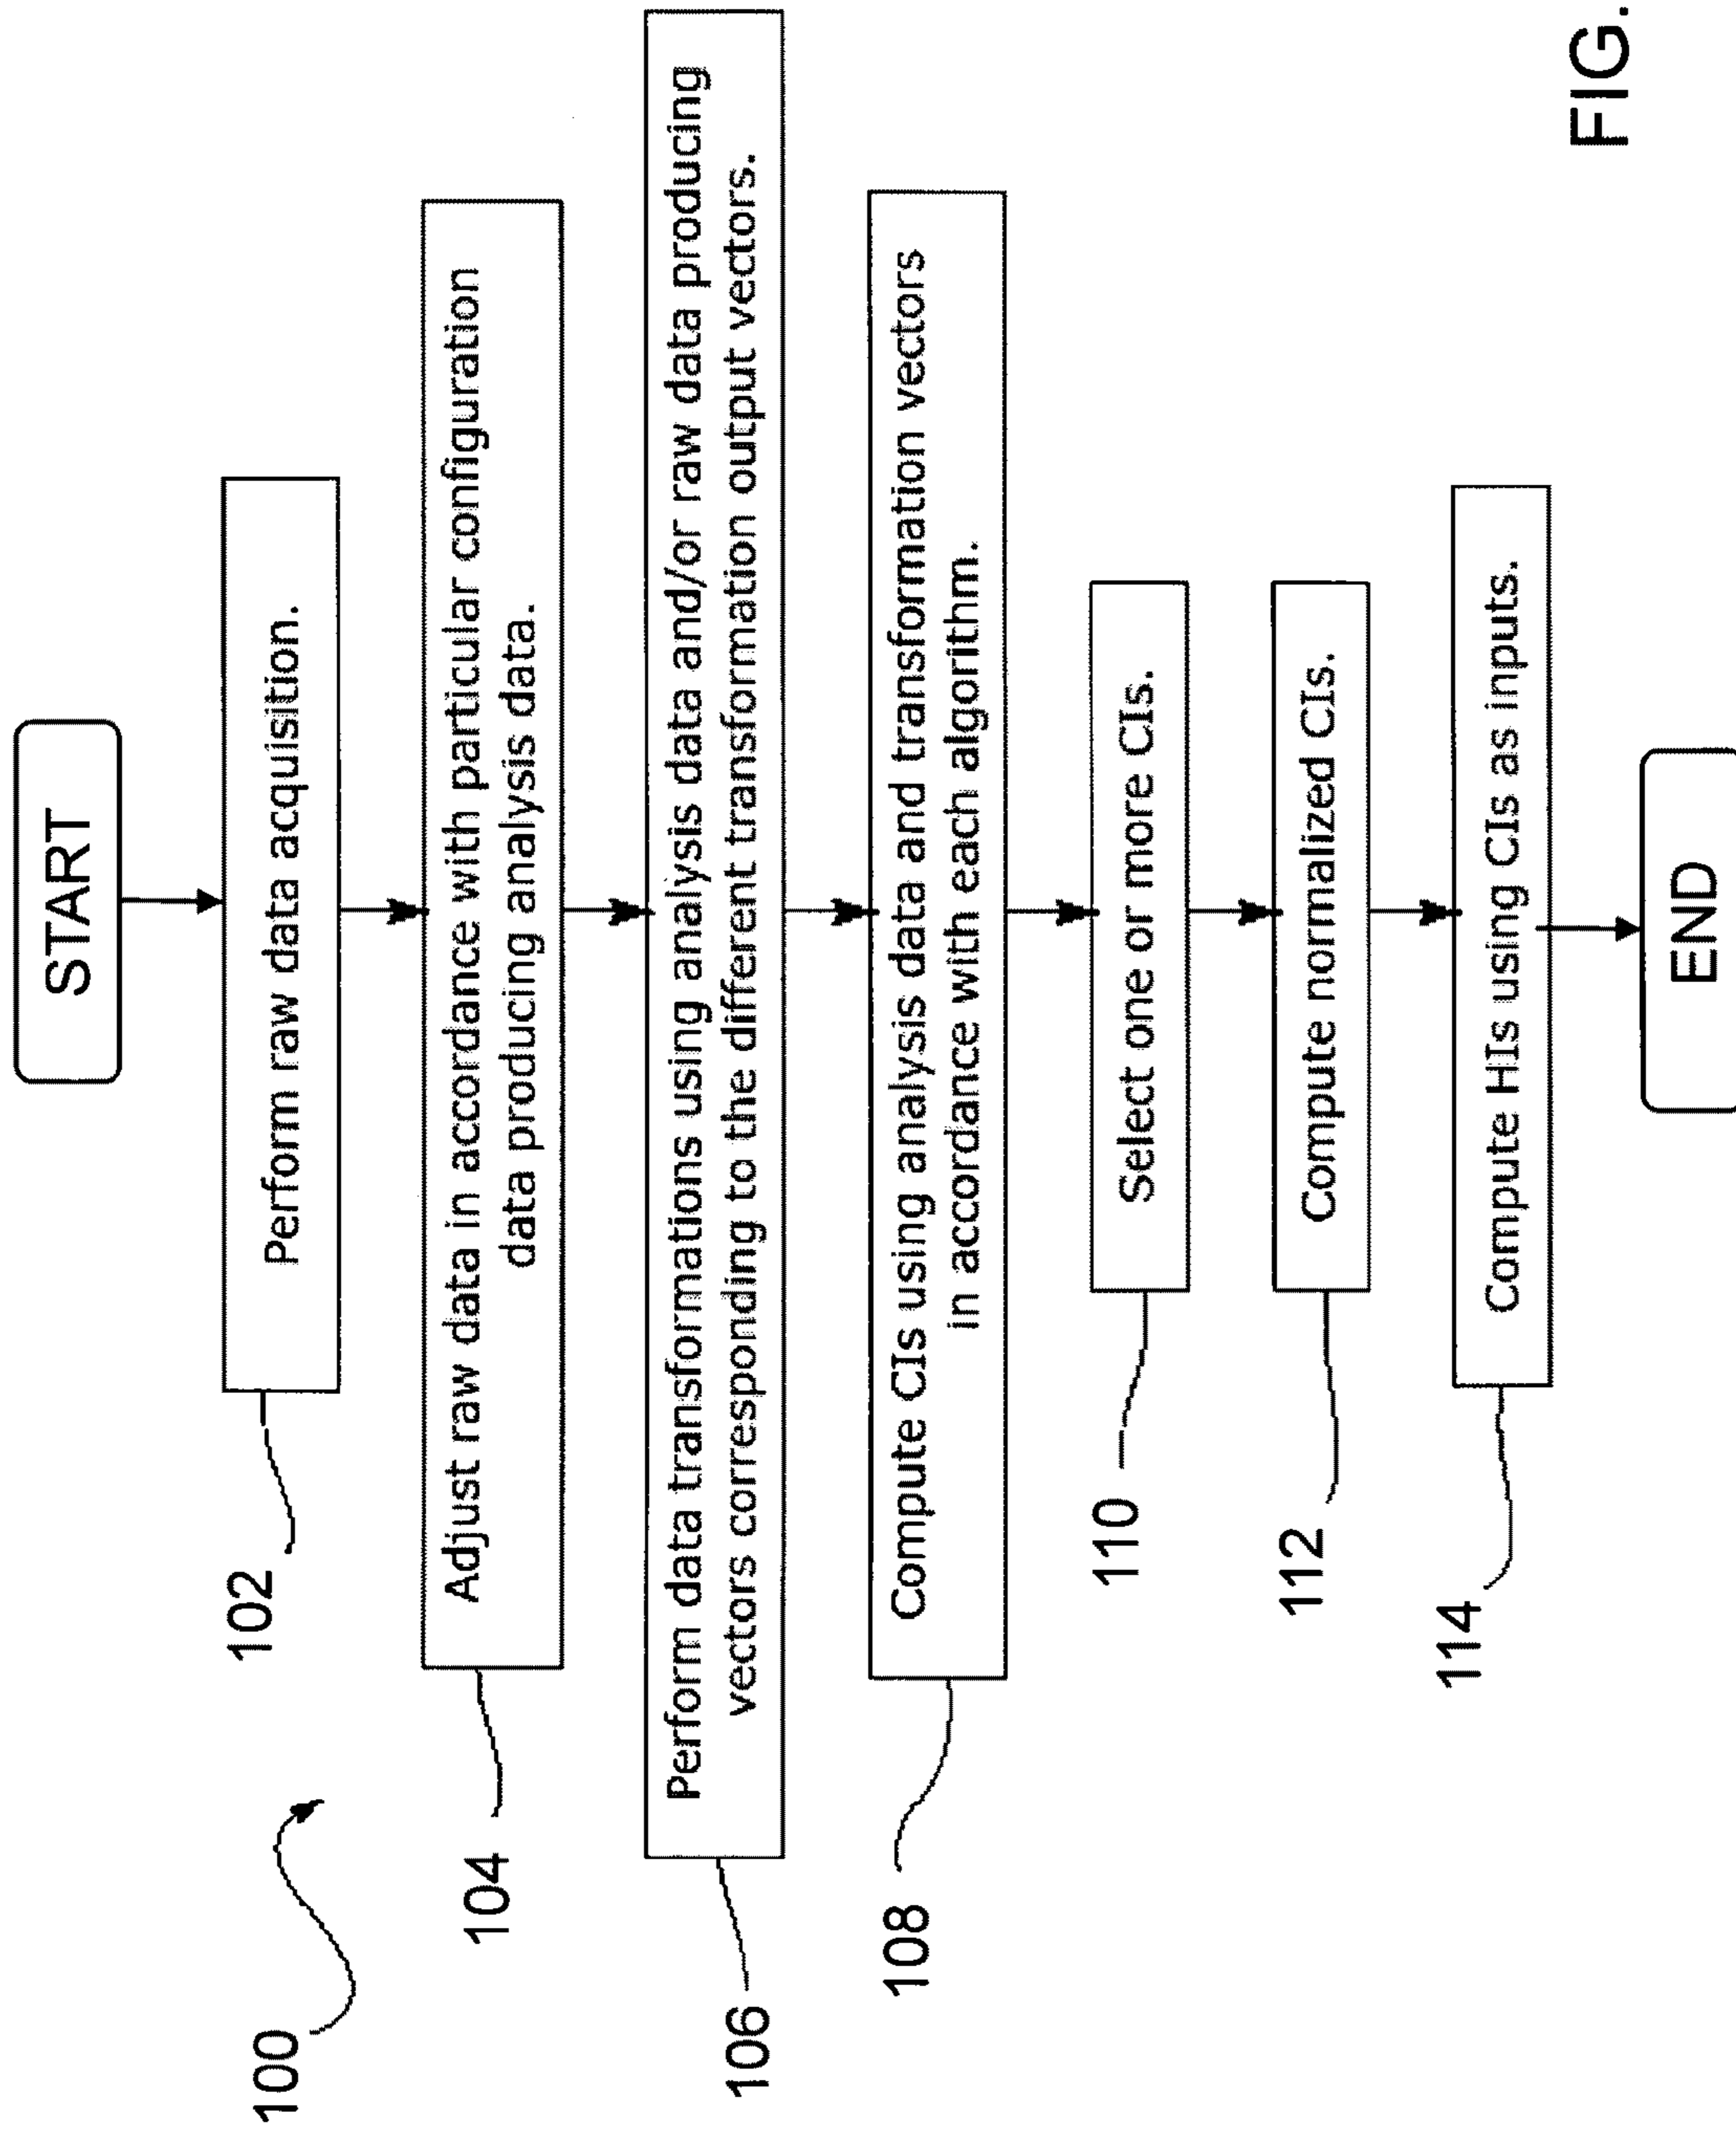 START
Perform raw data acquisition.
102
100
Adjust raw data in accordance with particular configuration
data producing analysis data.
104
Perform data transformations using analysis data and/or raw data producing
vectors corresponding to the different transformation output vectors.
106
Compute CIs using analysis data and transformation vectors
in accordance with each algorithm.
108
Select one or more CIs.
110
Compute normalized CIs.
112
Compute HIs using CIs as inputs.
114
END
FIG.